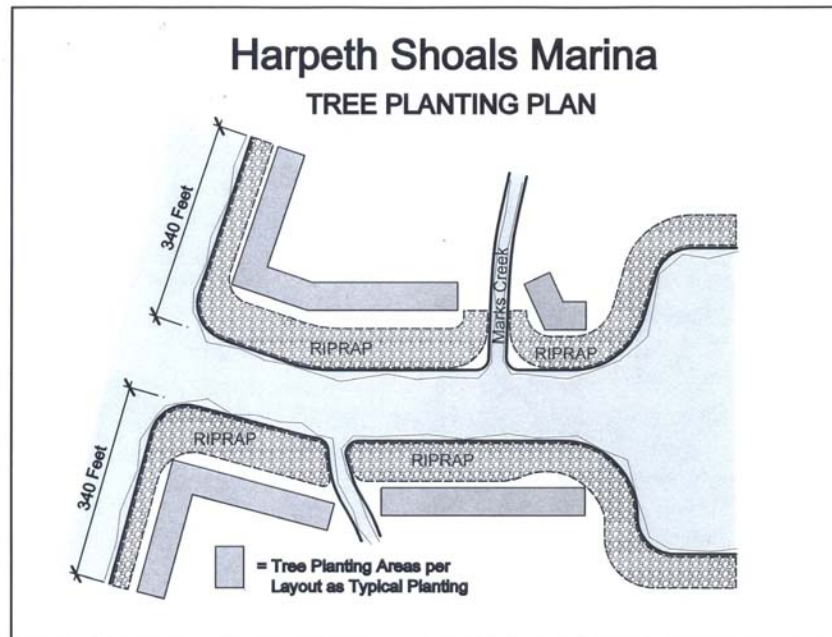 Harpeth Shoals Marina
TREE PLANTING PLAN
340 Feet
Marks Creek
RIPRAP
RIPRAP
340 Feet
RIPRAP
RIPRAP
= Tree Planting Areas per
Layout as Typical Planting